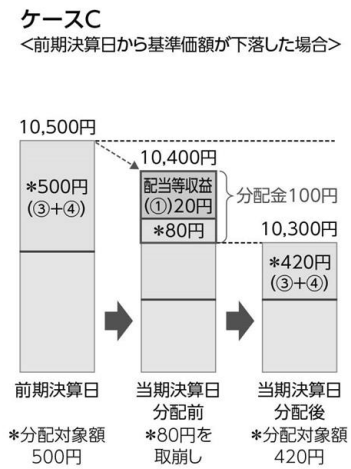 ケースC
<前期決算日から基準価額が下落した場合>
10,500円
*500円
(③+④)
10,400円
配当等収益
(①)20円
*80円
分配金100円
10,300円
*420円
(③+④)
前期決算日
*分配対象額
500円
当期決算日
分配前
*80円を
取崩し
当期決算日
分配後
*分配対象額
420円